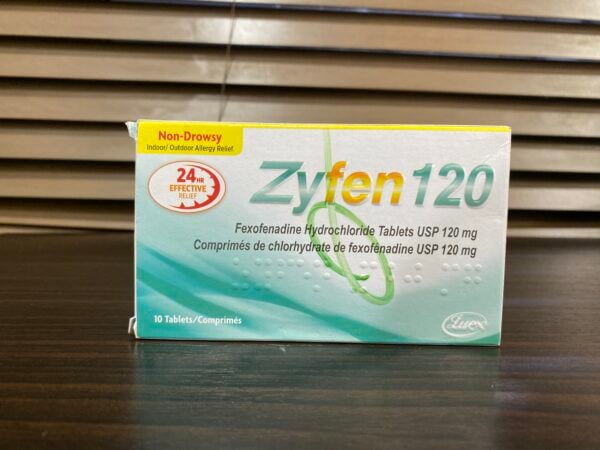 Non-Drowsy
Indoor/ Outdoor Allergy Relief
24HR
EFFECTIVE
RELIEF
Zyfen 120
Fexofenadine Hydrochloride Tablets USP 120 mg
Comprimés de chlorhydrate de fexofenadine USP 120 mg
10 Tablets/Comprimés
Luex